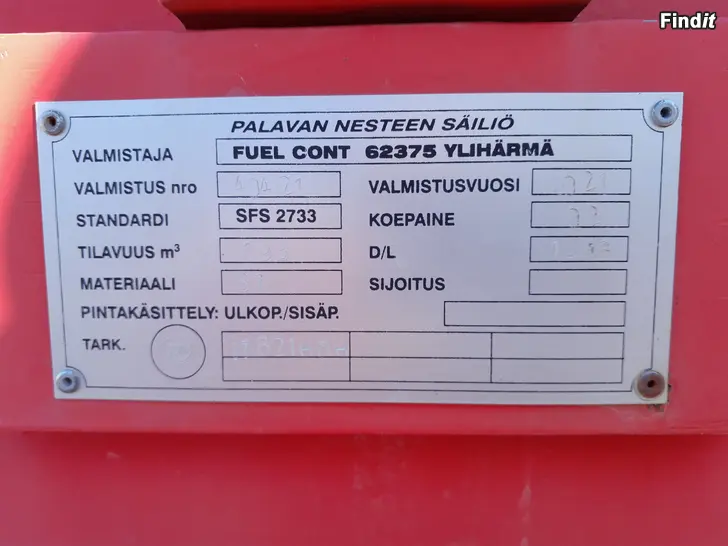 Findit
PALAVAN NESTEEN SÄILIÖ
VALMISTAJA FUEL CONT 62375 YLIHÄRMÄ
VALMISTUS nro VALMISTUSVUOSI
STANDARDI SFS 2733 KOEPAINE
TILAVUUS m³ D/L
MATERIAALI SIJOITUS
PINTAKÄSITTELY: ULKOP./SISÄP.
TARK.